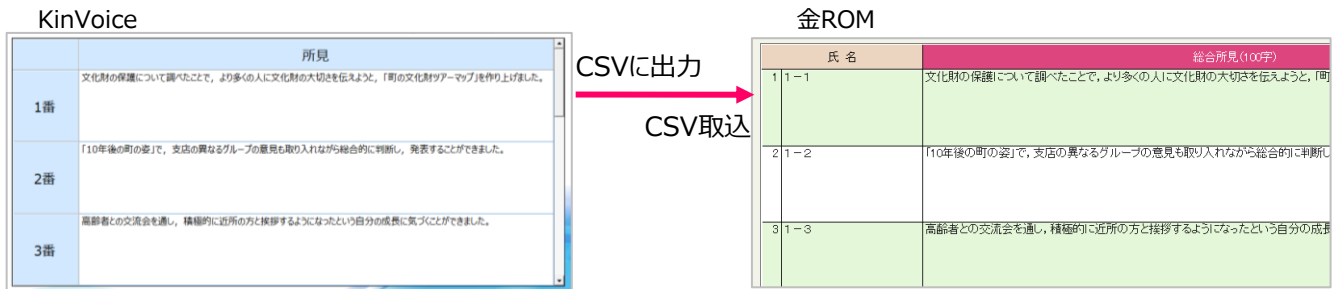 KinVoice
所見
1番
文化財の保護について調べたことで，より多くの人に文化財の大切さを伝えようと，「町の文化財ツアーマップ」を作り上げました。
2番
「10年後の町の姿」で，支店の異なるグループの意見も取り入れながら総合的に判断し，発表することができました。
3番
高齢者との交流会を通し，積極的に近所の方と挨拶するようになったという自分の成長に気づくことができました。
CSVに出力
CSV取込
金ROM
氏 名
総合所見(100字)
1 1－1
文化財の保護について調べたことで，より多くの人に文化財の大切さを伝えようと，「町
2 1－2
「10年後の町の姿」で，支店の異なるグループの意見も取り入れながら総合的に判断し
3 1－3
高齢者との交流会を通し，積極的に近所の方と挨拶するようになったという自分の成長